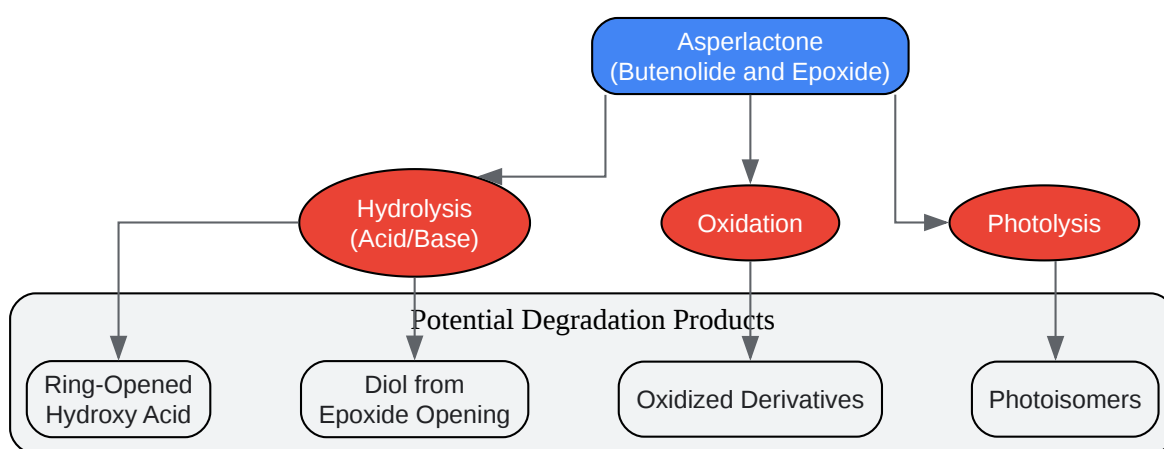 Asperlactone
(Butenolide and Epoxide)
Hydrolysis
(Acid/Base)
Oxidation
Photolysis
Potential Degradation Products
Ring-Opened
Hydroxy Acid
Diol from
Epoxide Opening
Oxidized Derivatives
Photoisomers